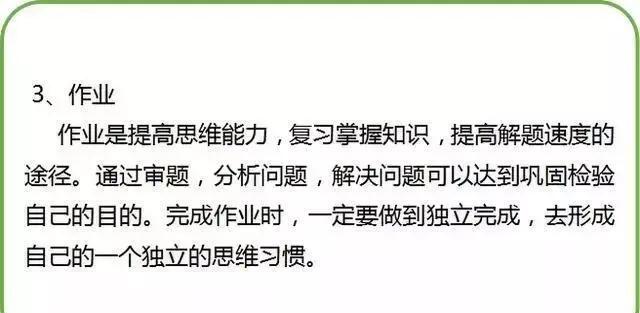 3、作业
作业是提高思维能力，复习掌握知识，提高解题速度的
途径。通过审题，分析问题，解决问题可以达到巩固检验
自己的目的。完成作业时，一定要做到独立完成，去形成
自己的一个独立的思维习惯。